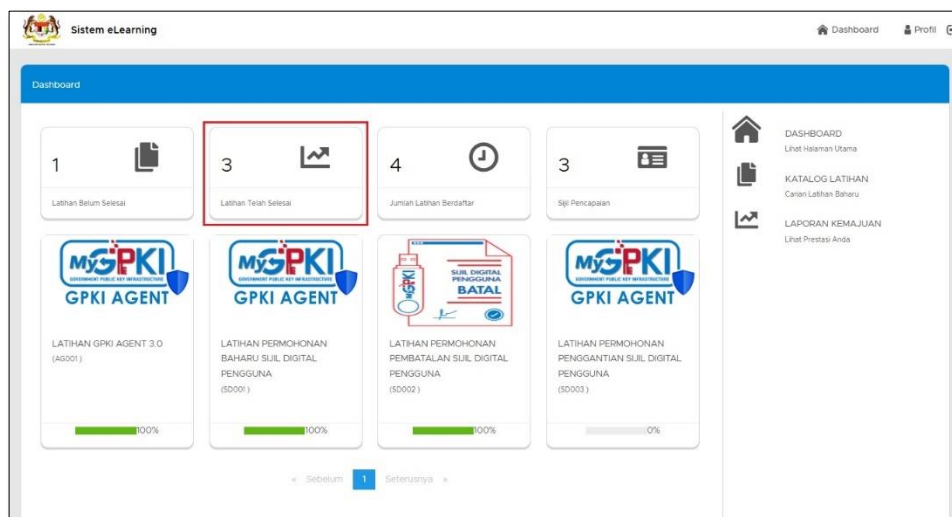 Sistem eLearning
Dashboard
Profil
Dashboard
1
Latihan Belum Selesai
3
Latihan Telah Selesai
4
Jumlah Latihan Berdaftar
3
Sijil Pencapaian
DASHBOARD
Lihat Halaman Utama
KATALOG LATIHAN
Carian Latihan Baharu
LAPORAN KEMAJUAN
Lihat Prestasi Anda
MyGPKI
GOVERNMENT PUBLIC KEY INFRASTRUCTURE
GPKI AGENT
LATIHAN GPKI AGENT 3.0
(AG001 )
100%
MyGPKI
GOVERNMENT PUBLIC KEY INFRASTRUCTURE
GPKI AGENT
LATIHAN PERMOHONAN
BAHARU SIJIL DIGITAL
PENGGUNA
(SD001 )
100%
MyGPKI
SIJIL DIGITAL
PENGGUNA
BATAL
LATIHAN PERMOHONAN
PEMBATALAN SIJIL DIGITAL
PENGGUNA
(SD002 )
100%
MyGPKI
GOVERNMENT PUBLIC KEY INFRASTRUCTURE
GPKI AGENT
LATIHAN PERMOHONAN
PENGGANTIAN SIJIL DIGITAL
PENGGUNA
(SD003 )
0%
« Sebelum 1 Seterusnya »